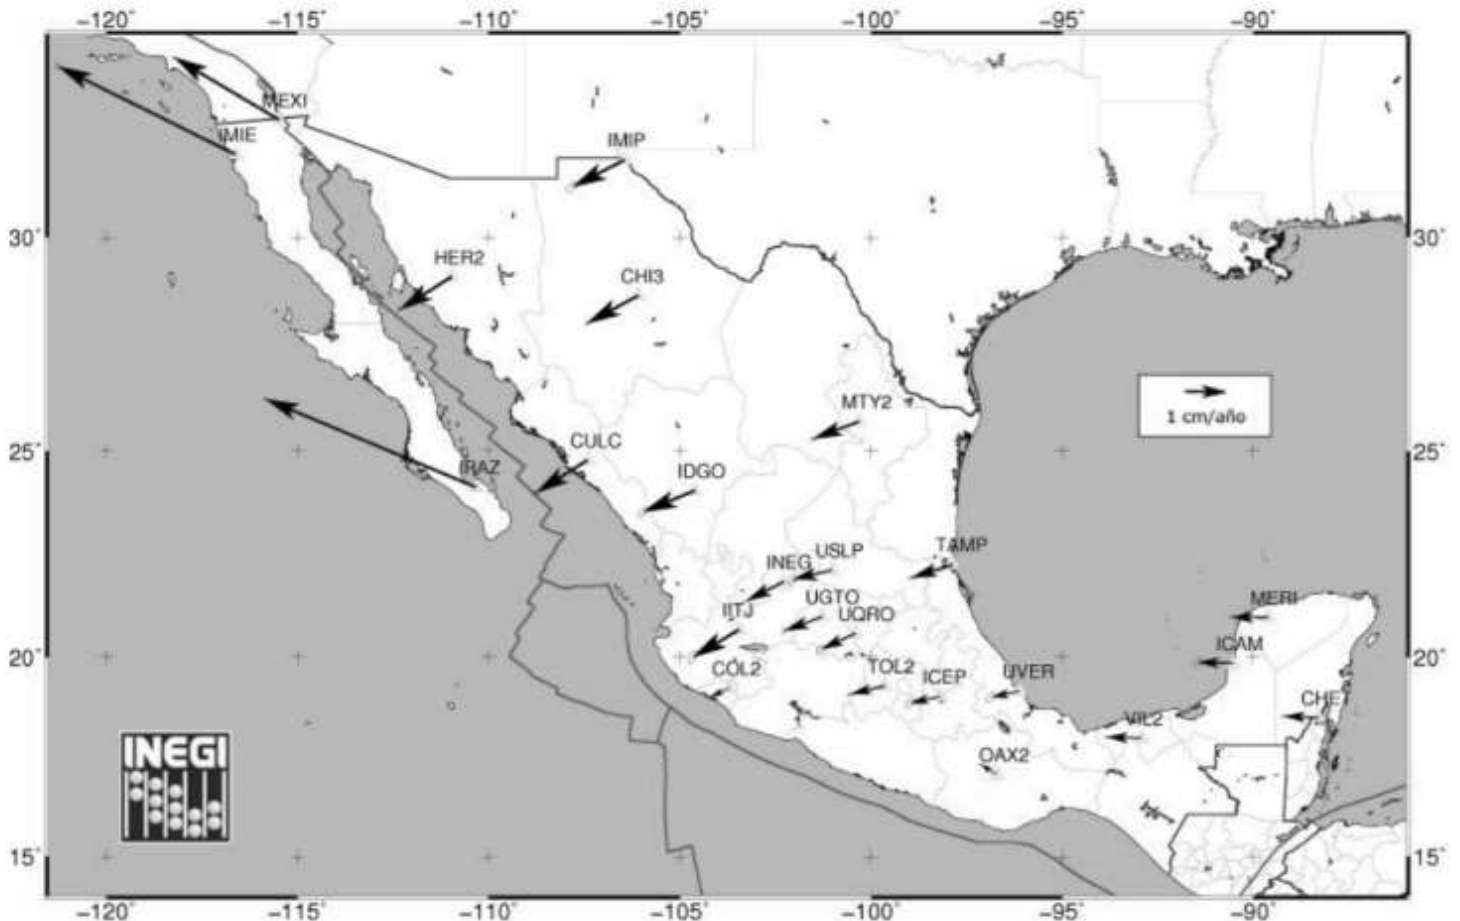 −120° −115° −110° −105° −100° −95° −90°
MEXI
IMIE
IMIP
30° 30°
HER2
CHI3
MTY2
1 cm/año
CULC
25° 25°
IRAZ
IDGO
TAMP
USLP
INEG
UGTO
MERI
IITJ
UQRO
ICAM
20° 20°
COL2
TOL2
ICEP
UVER
CHE
VIL2
INEGI
OAX2
15° 15°
−120° −115° −110° −105° −100° −95° −90°